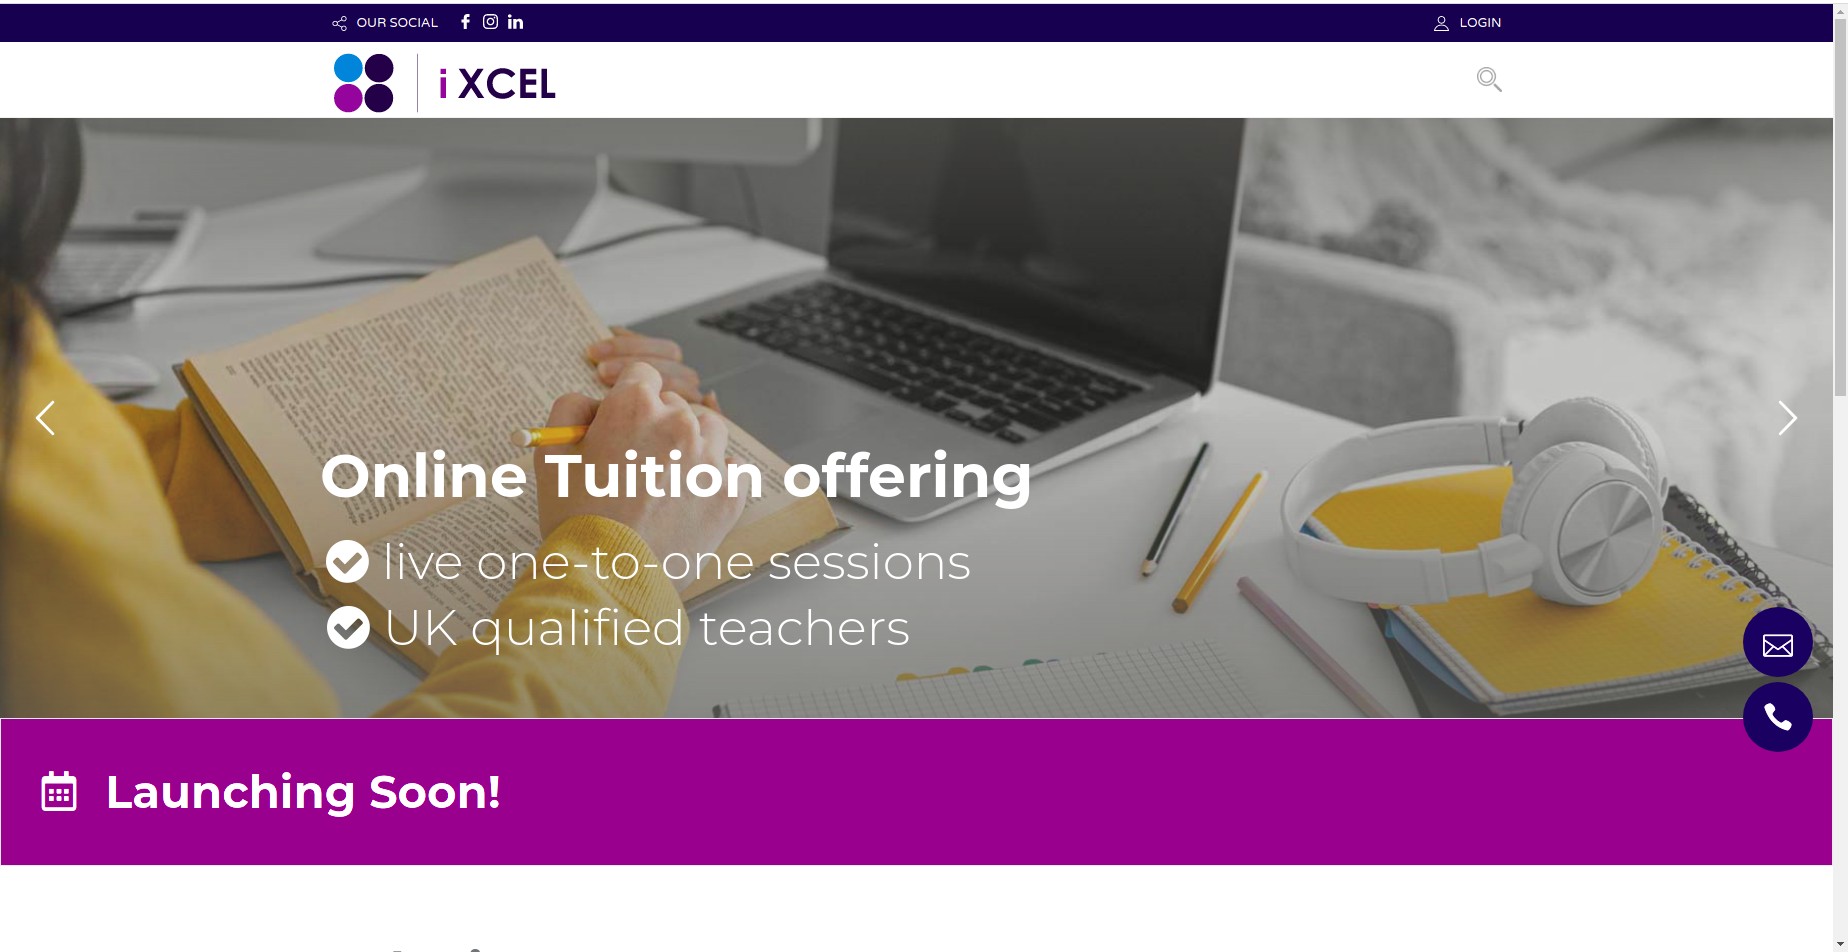 OUR SOCIAL
LOGIN
i XCEL
Online Tuition offering
live one-to-one sessions
UK qualified teachers
Launching Soon!